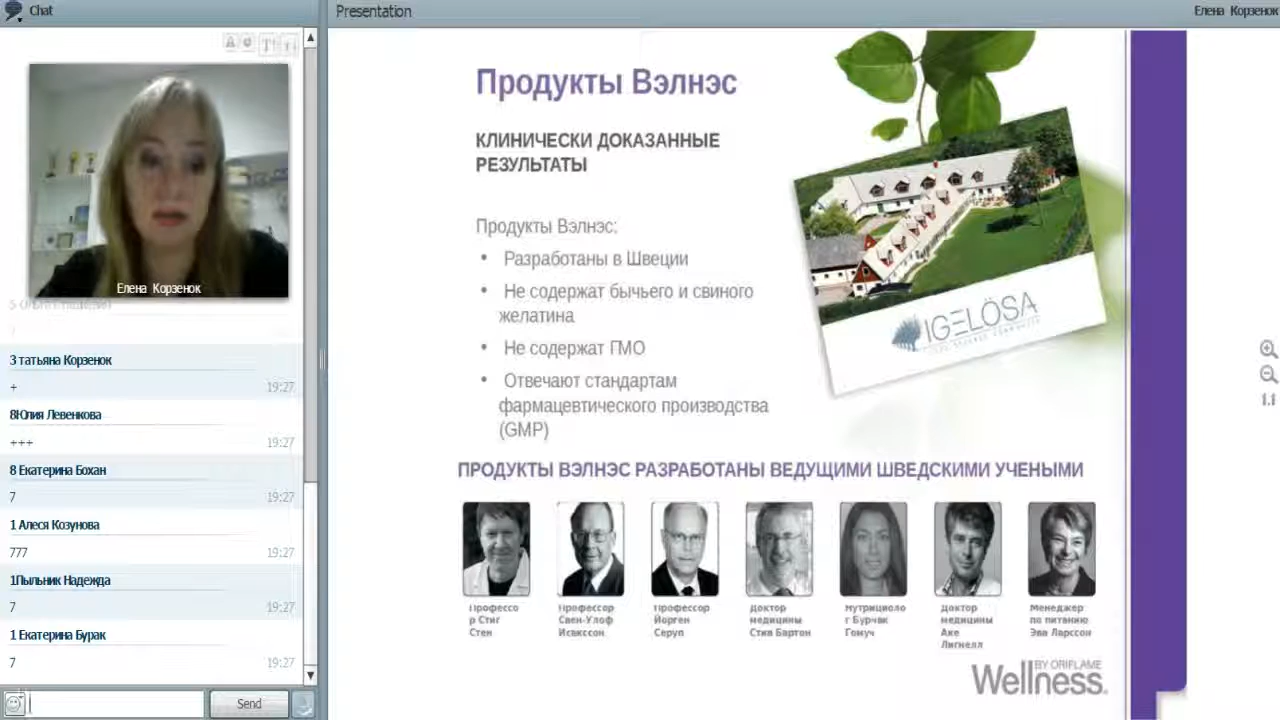 Chat
Presentation
Елена Корзенок
Елена Корзенок
3 татьяна Корзенок
+
19:27
8Юлия Левенкова
+++
19:27
8 Екатерина Бохан
7
19:27
1 Алеся Козунова
777
19:27
1Пыльник Надежда
7
19:27
1 Екатерина Бурак
7
19:27
Send
Продукты Вэлнэс
КЛИНИЧЕСКИ ДОКАЗАННЫЕ
РЕЗУЛЬТАТЫ
Продукты Вэлнэс:
• Разработаны в Швеции
• Не содержат бычьего и свиного
желатина
• Не содержат ГМО
• Отвечают стандартам
фармацевтического производства
(GMP)
IGELÖSA
ПРОДУКТЫ ВЭЛНЭС РАЗРАБОТАНЫ ВЕДУЩИМИ ШВЕДСКИМИ УЧЕНЫМИ
Профессо
р Стиг
Стен
Профессор
Свен-Улоф
Исакссон
Профессор
Йорген
Серуп
Доктор
медицины
Стив Бартон
Нутрициоло
г Бурчак
Гомуч
Доктор
медицины
Аке
Лигнелл
Менеджер
по питанию
Эва Ларссон
BY ORIFLAME
Wellness.
1:1